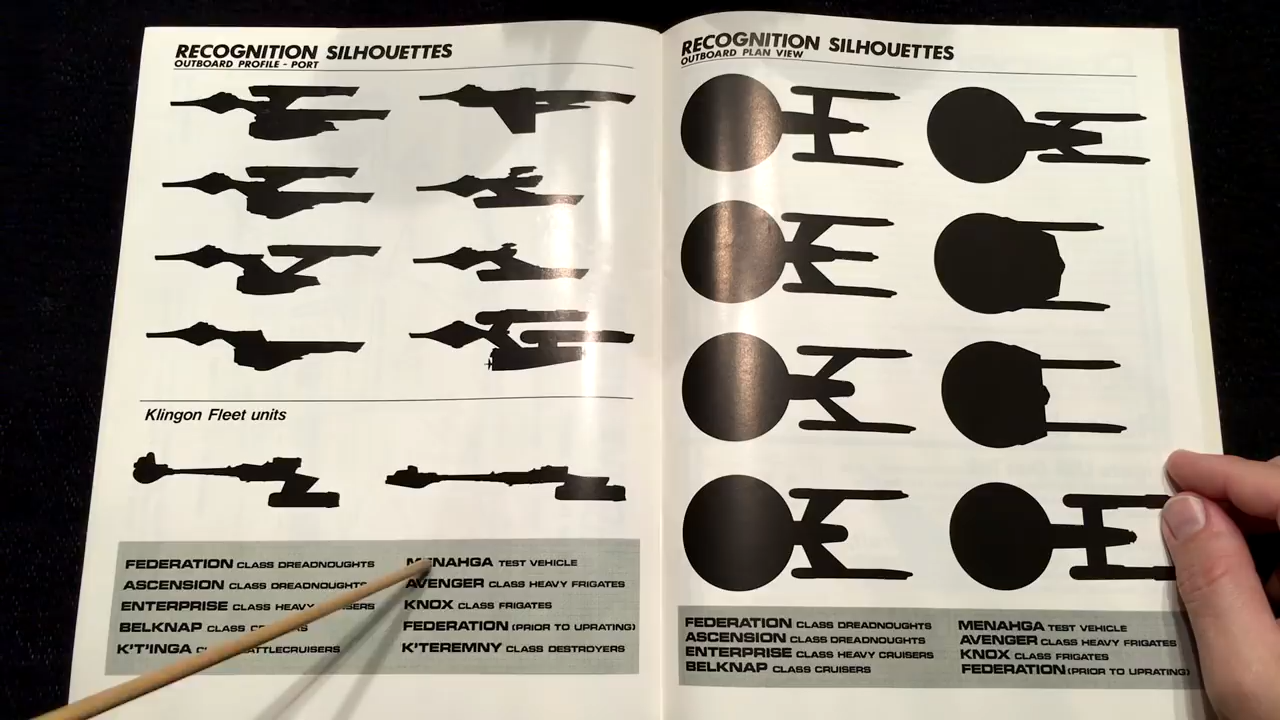 RECOGNITION SILHOUETTES
OUTBOARD PROFILE - PORT
Klingon Fleet units
FEDERATION CLASS DREADNOUGHTS
ASCENSION CLASS DREADNOUGHTS
ENTERPRISE CLASS HEAVY
BELKNAP CLASS
K'T'INGA
MENAHGA TEST VEHICLE
AVENGER CLASS HEAVY FRIGATES
KNOX CLASS FRIGATES
FEDERATION (PRIOR TO UPRATING)
K'TEREMNY CLASS DESTROYERS
RECOGNITION SILHOUETTES
OUTBOARD PLAN VIEW
FEDERATION CLASS DREADNOUGHTS
ASCENSION CLASS DREADNOUGHTS
ENTERPRISE CLASS HEAVY CRUISERS
BELKNAP CLASS CRUISERS
MENAHGA TEST VEHICLE
AVENGER CLASS HEAVY FRIGATES
KNOX CLASS FRIGATES
FEDERATION (PRIOR TO UPRATING)